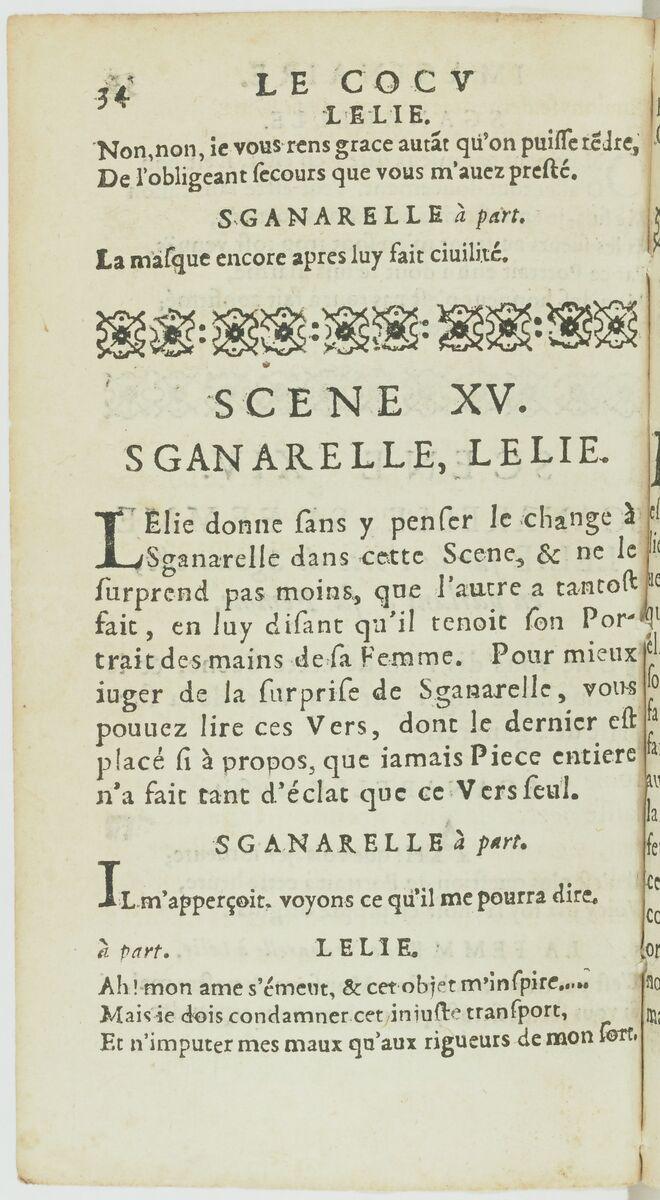 34 LE COCV
LELIE.
Non, non, ie vous rens grace autãt qu'on puiſſe rẽdre,
De l'obligeant ſecours que vous m'auez preſté.
SGANARELLE à part.
La maſque encore apres luy fait ciuilité.
SCENE XV.
SGANARELLE, LELIE.
LElie donne ſans y penſer le change à
Sganarelle dans cette Scene, & ne le
ſurprend pas moins, que l'autre a tantoſt
fait, en luy diſant qu'il tenoit ſon Por-
trait des mains de ſa Femme. Pour mieux
iuger de la ſurpriſe de Sganarelle, vous
pouuez lire ces Vers, dont le dernier eſt
placé ſi à propos, que iamais Piece entiere
n'a fait tant d'éclat que ce Vers ſeul.
SGANARELLE à part.
IL m'apperçoit, voyons ce qu'il me pourra dire.
à part. LELIE.
Ah! mon ame s'émeut, & cet objet m'inſpire.....
Mais ie dois condamner cet iniuſte tranſport,
Et n'imputer mes maux qu'aux rigueurs de mon ſort.